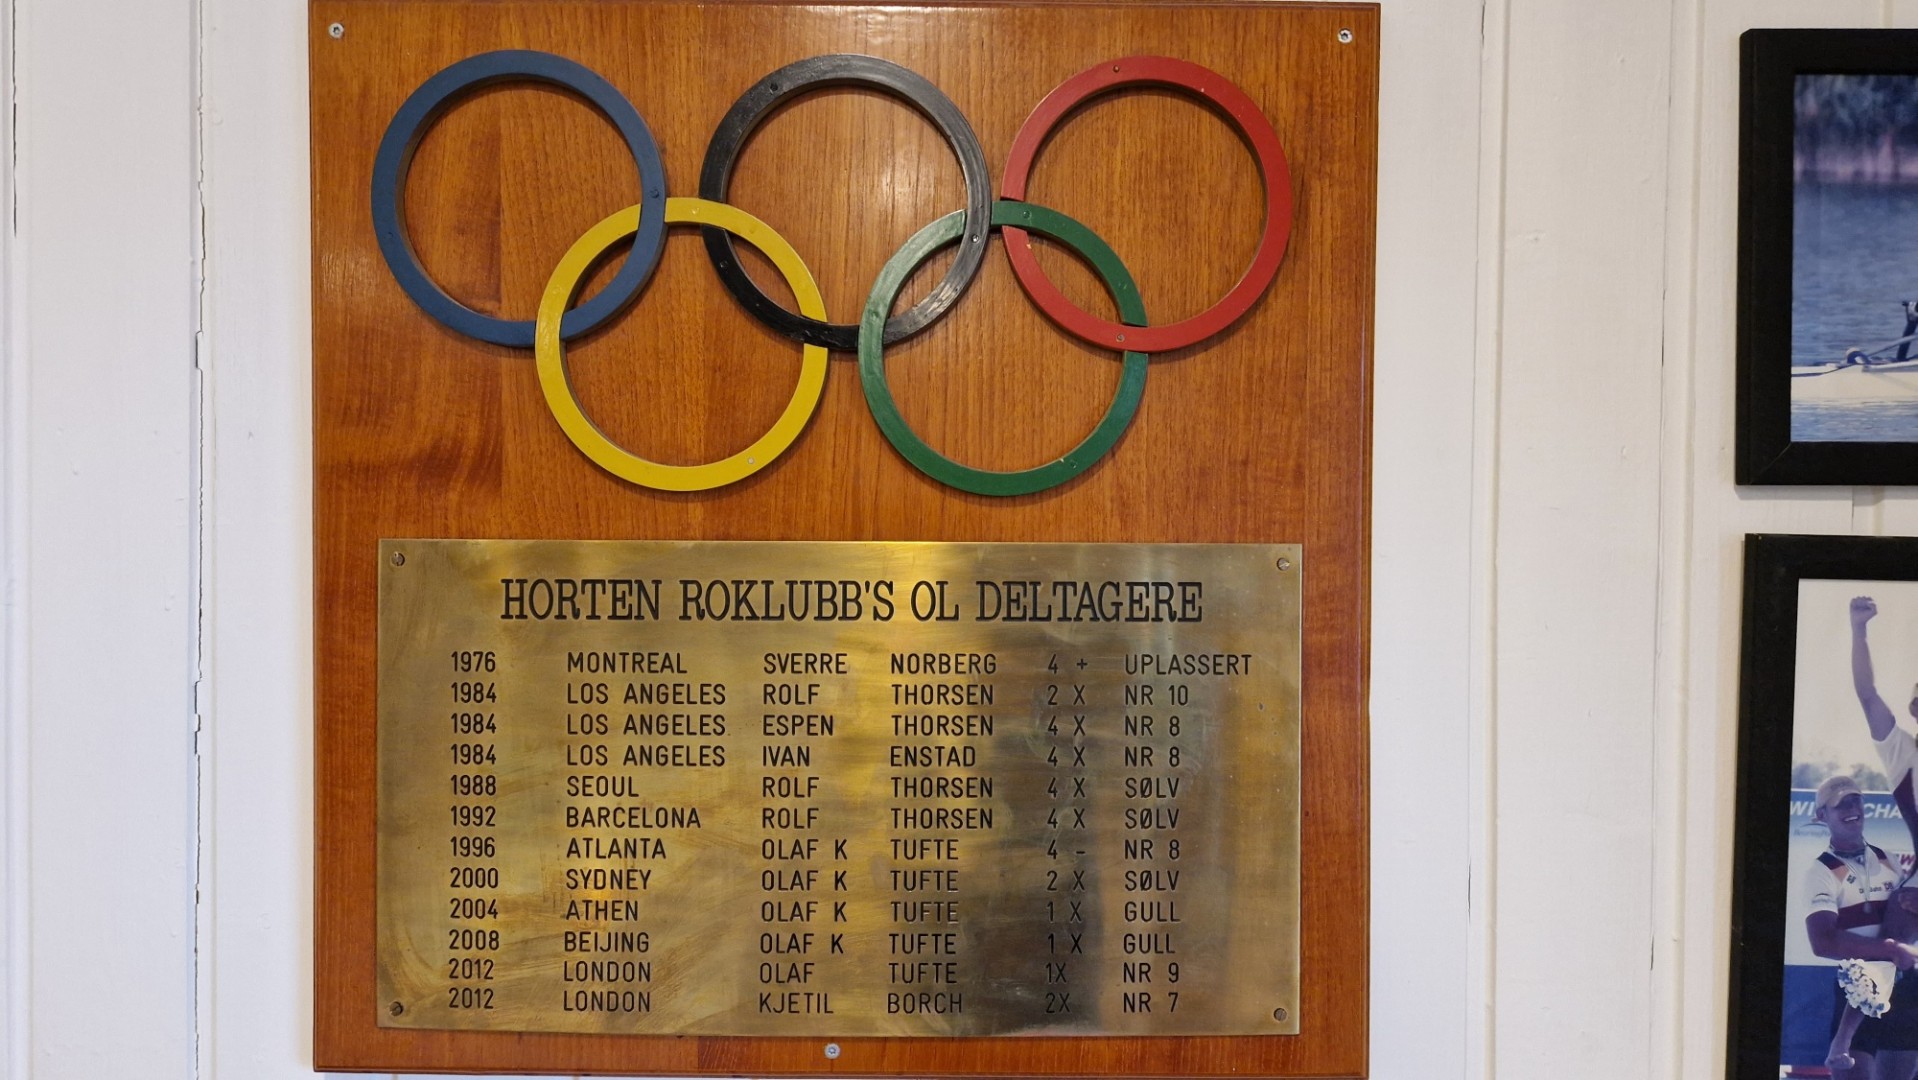 HORTEN ROKLUBB'S OL DELTAGERE
1976 MONTREAL SVERRE NORBERG 4 + UPLASSERT
1984 LOS ANGELES ROLF THORSEN 2 X NR 10
1984 LOS ANGELES ESPEN THORSEN 4 X NR 8
1984 LOS ANGELES IVAN ENSTAD 4 X NR 8
1988 SEOUL ROLF THORSEN 4 X SØLV
1992 BARCELONA ROLF THORSEN 4 X SØLV
1996 ATLANTA OLAF K TUFTE 4 - NR 8
2000 SYDNEY OLAF K TUFTE 2 X SØLV
2004 ATHEN OLAF K TUFTE 1 X GULL
2008 BEIJING OLAF K TUFTE 1 X GULL
2012 LONDON OLAF TUFTE 1X NR 9
2012 LONDON KJETIL BORCH 2X NR 7